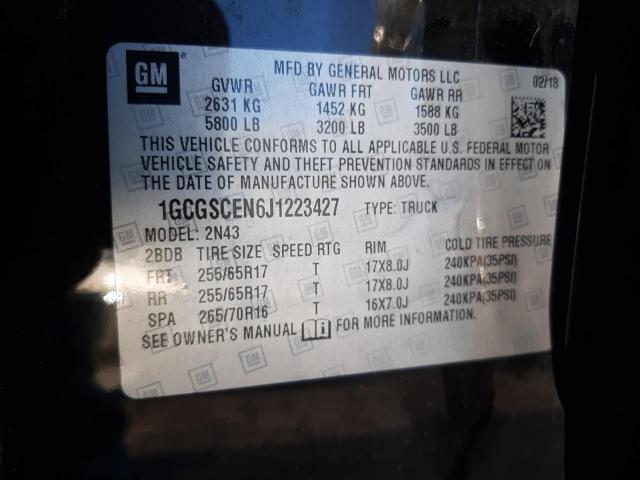 GM
MFD BY GENERAL MOTORS LLC
02/18
GVWR GAWR FRT GAWR RR
2631 KG 1452 KG 1588 KG
5800 LB 3200 LB 3500 LB
THIS VEHICLE CONFORMS TO ALL APPLICABLE U.S. FEDERAL MOTOR
VEHICLE SAFETY AND THEFT PREVENTION STANDARDS IN EFFECT ON
THE DATE OF MANUFACTURE SHOWN ABOVE.
1GCGSCEN6J1223427 TYPE: TRUCK
MODEL: 2N43
2BDB TIRE SIZE SPEED RTG RIM COLD TIRE PRESSURE
FRT 255/65R17 T 17X8.0J 240KPA(35PSI)
RR 255/65R17 T 17X8.0J 240KPA(35PSI)
SPA 265/70R16 T 16X7.0J 240KPA(35PSI)
SEE OWNER'S MANUAL FOR MORE INFORMATION.